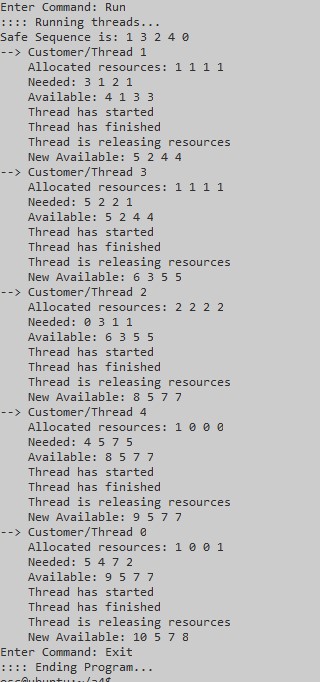 Enter Command: Run
:::: Running threads...
Safe Sequence is: 1 3 2 4 0
--> Customer/Thread 1
    Allocated resources: 1 1 1 1
    Needed: 3 1 2 1
    Available: 4 1 3 3
    Thread has started
    Thread has finished
    Thread is releasing resources
    New Available: 5 2 4 4
--> Customer/Thread 3
    Allocated resources: 1 1 1 1
    Needed: 5 2 2 1
    Available: 5 2 4 4
    Thread has started
    Thread has finished
    Thread is releasing resources
    New Available: 6 3 5 5
--> Customer/Thread 2
    Allocated resources: 2 2 2 2
    Needed: 0 3 1 1
    Available: 6 3 5 5
    Thread has started
    Thread has finished
    Thread is releasing resources
    New Available: 8 5 7 7
--> Customer/Thread 4
    Allocated resources: 1 0 0 0
    Needed: 4 5 7 5
    Available: 8 5 7 7
    Thread has started
    Thread has finished
    Thread is releasing resources
    New Available: 9 5 7 7
--> Customer/Thread 0
    Allocated resources: 1 0 0 1
    Needed: 5 4 7 2
    Available: 9 5 7 7
    Thread has started
    Thread has finished
    Thread is releasing resources
    New Available: 10 5 7 8
Enter Command: Exit
:::: Ending Program...